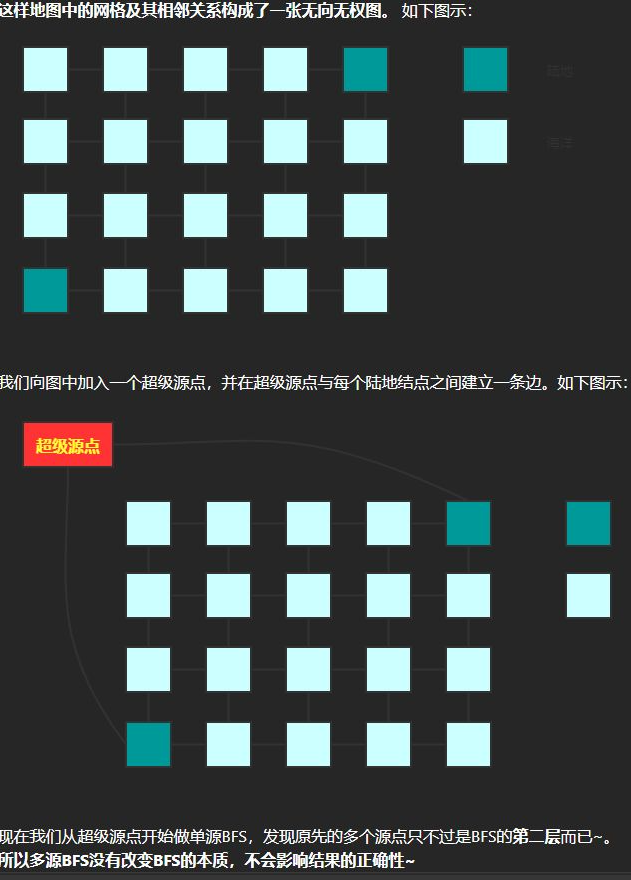 这样地图中的网格及其相邻关系构成了一张无向无权图。 如下图示：
陆地
海洋
我们向图中加入一个超级源点，并在超级源点与每个陆地结点之间建立一条边。如下图示：
超级源点
现在我们从超级源点开始做单源BFS，发现原先的多个源点只不过是BFS的第二层而已~。
所以多源BFS没有改变BFS的本质，不会影响结果的正确性~